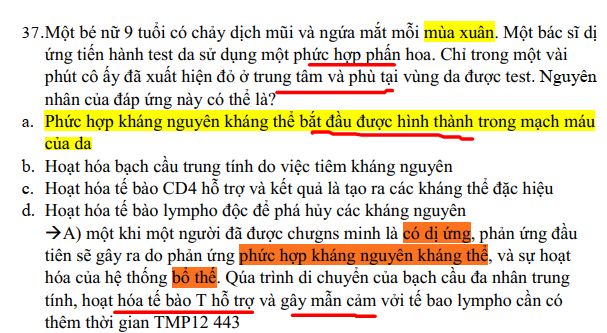 37.Một bé nữ 9 tuổi có chảy dịch mũi và ngứa mắt mỗi mùa xuân. Một bác sĩ dị
ứng tiến hành test da sử dụng một phức hợp phấn hoa. Chỉ trong một vài
phút cô ấy đã xuất hiện đỏ ở trung tâm và phù tại vùng da được test. Nguyên
nhân của đáp ứng này có thể là?
a. Phức hợp kháng nguyên kháng thể bắt đầu được hình thành trong mạch máu
của da
b. Hoạt hóa bạch cầu trung tính do việc tiêm kháng nguyên
c. Hoạt hóa tế bào CD4 hỗ trợ và kết quả là tạo ra các kháng thể đặc hiệu
d. Hoạt hóa tế bào lympho độc để phá hủy các kháng nguyên
→A) một khi một người đã được chưrgns minh là có dị ứng, phản ứng đầu
tiên sẽ gây ra do phản ứng phức hợp kháng nguyên kháng thể, và sự hoạt
hóa của hệ thống bổ thể. Qúa trình di chuyển của bạch cầu đa nhân trung
tính, hoạt hóa tế bào T hỗ trợ và gây mẫn cảm với tế bao lympho cần có
thêm thời gian TMP12 443